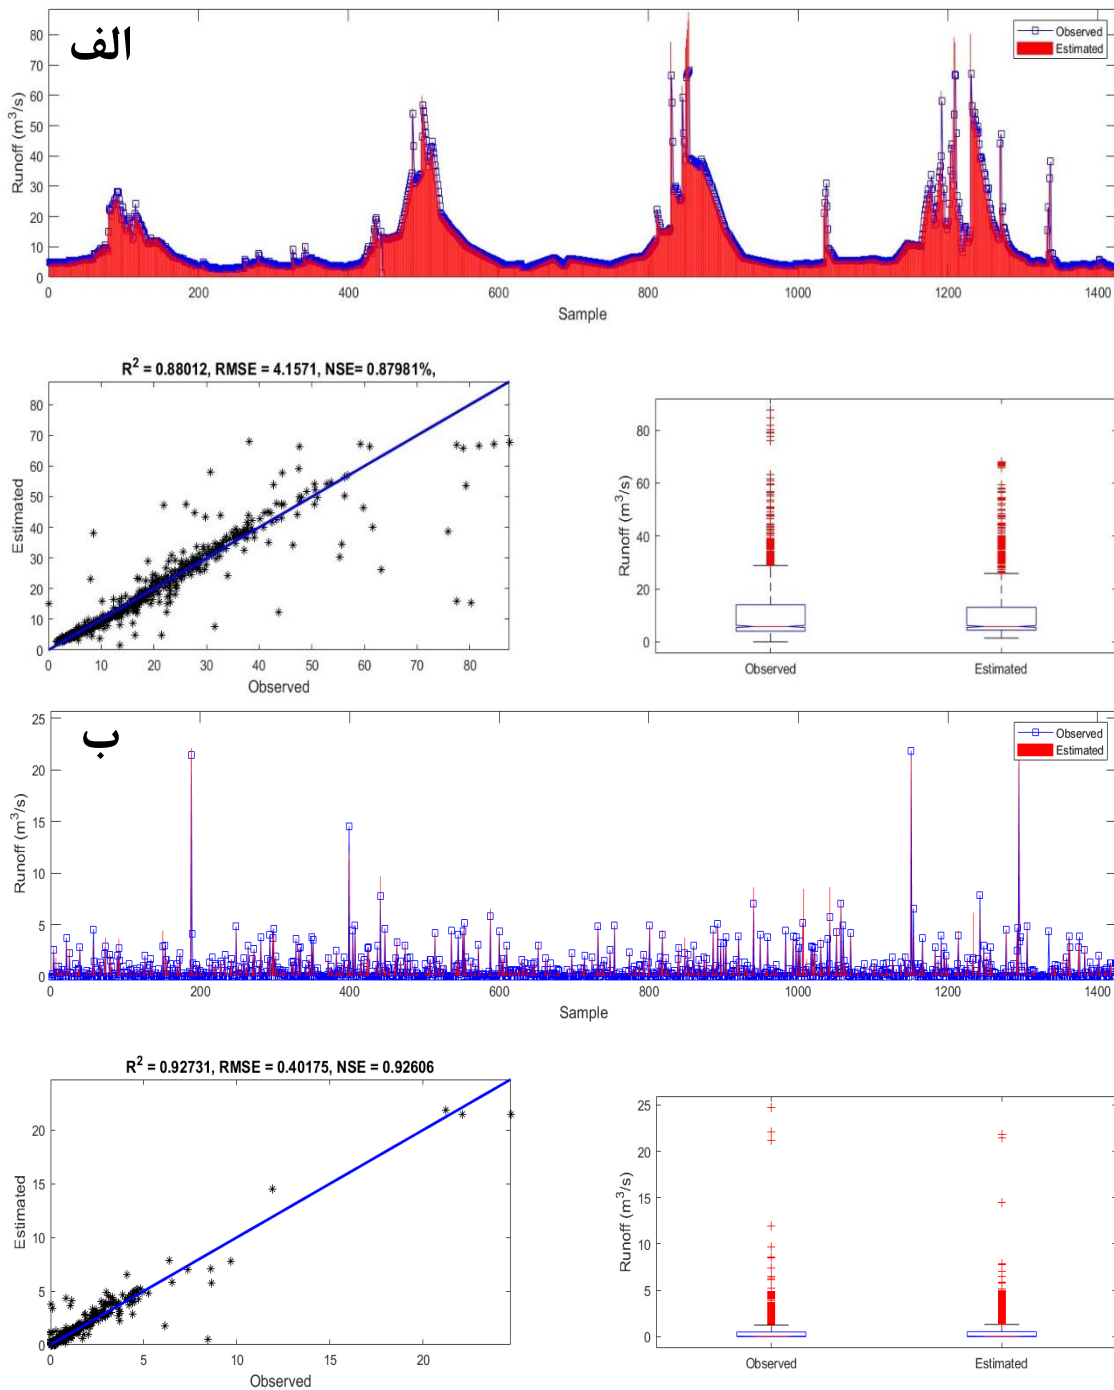 الف
Observed
Estimated
Runoff (m³/s)
80
70
60
50
40
30
20
10
0
0 200 400 600 800 1000 1200 1400
Sample
R² = 0.88012, RMSE = 4.1571, NSE= 0.87981%,
Estimated
80
70
60
50
40
30
20
10
0
0 10 20 30 40 50 60 70 80
Observed
Runoff (m³/s)
80
60
40
20
0
Observed Estimated
ب
Observed
Estimated
Runoff (m³/s)
25
20
15
10
5
0
0 200 400 600 800 1000 1200 1400
Sample
R² = 0.92731, RMSE = 0.40175, NSE = 0.92606
Estimated
20
15
10
5
0
0 5 10 15 20
Observed
Runoff (m³/s)
25
20
15
10
5
0
Observed Estimated